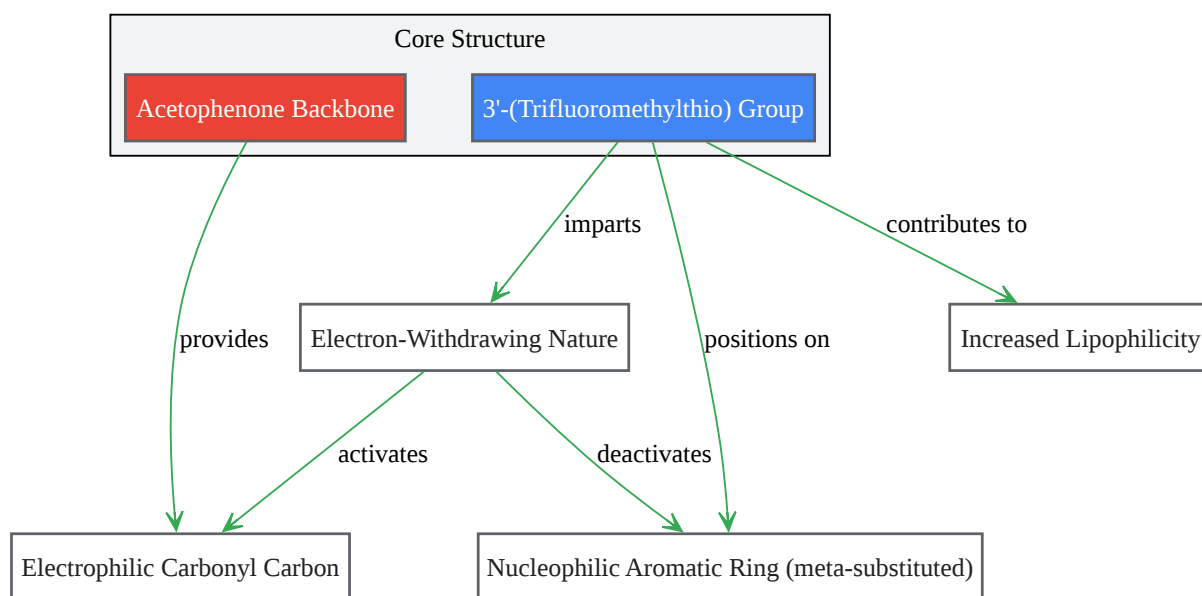 Core Structure
Acetophenone Backbone
3'-(Trifluoromethylthio) Group
imparts
contributes to
provides
Electron-Withdrawing Nature
positions on
Increased Lipophilicity
activates
deactivates
Electrophilic Carbonyl Carbon
Nucleophilic Aromatic Ring (meta-substituted)